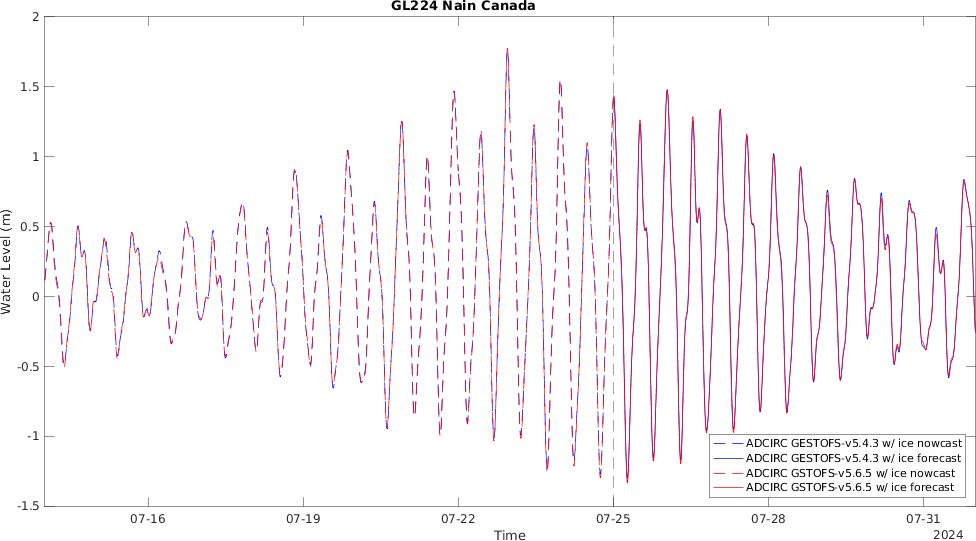 GL224 Nain Canada
2
1.5
1
0.5
0
-0.5
-1
-1.5
Water Level (m)
ADCIRC GESTOFS-v5.4.3 w/ ice nowcast
ADCIRC GESTOFS-v5.4.3 w/ ice forecast
ADCIRC GSTOFS-v5.6.5 w/ ice nowcast
ADCIRC GSTOFS-v5.6.5 w/ ice forecast
07-16 07-19 07-22 07-25 07-28 07-31
Time
2024